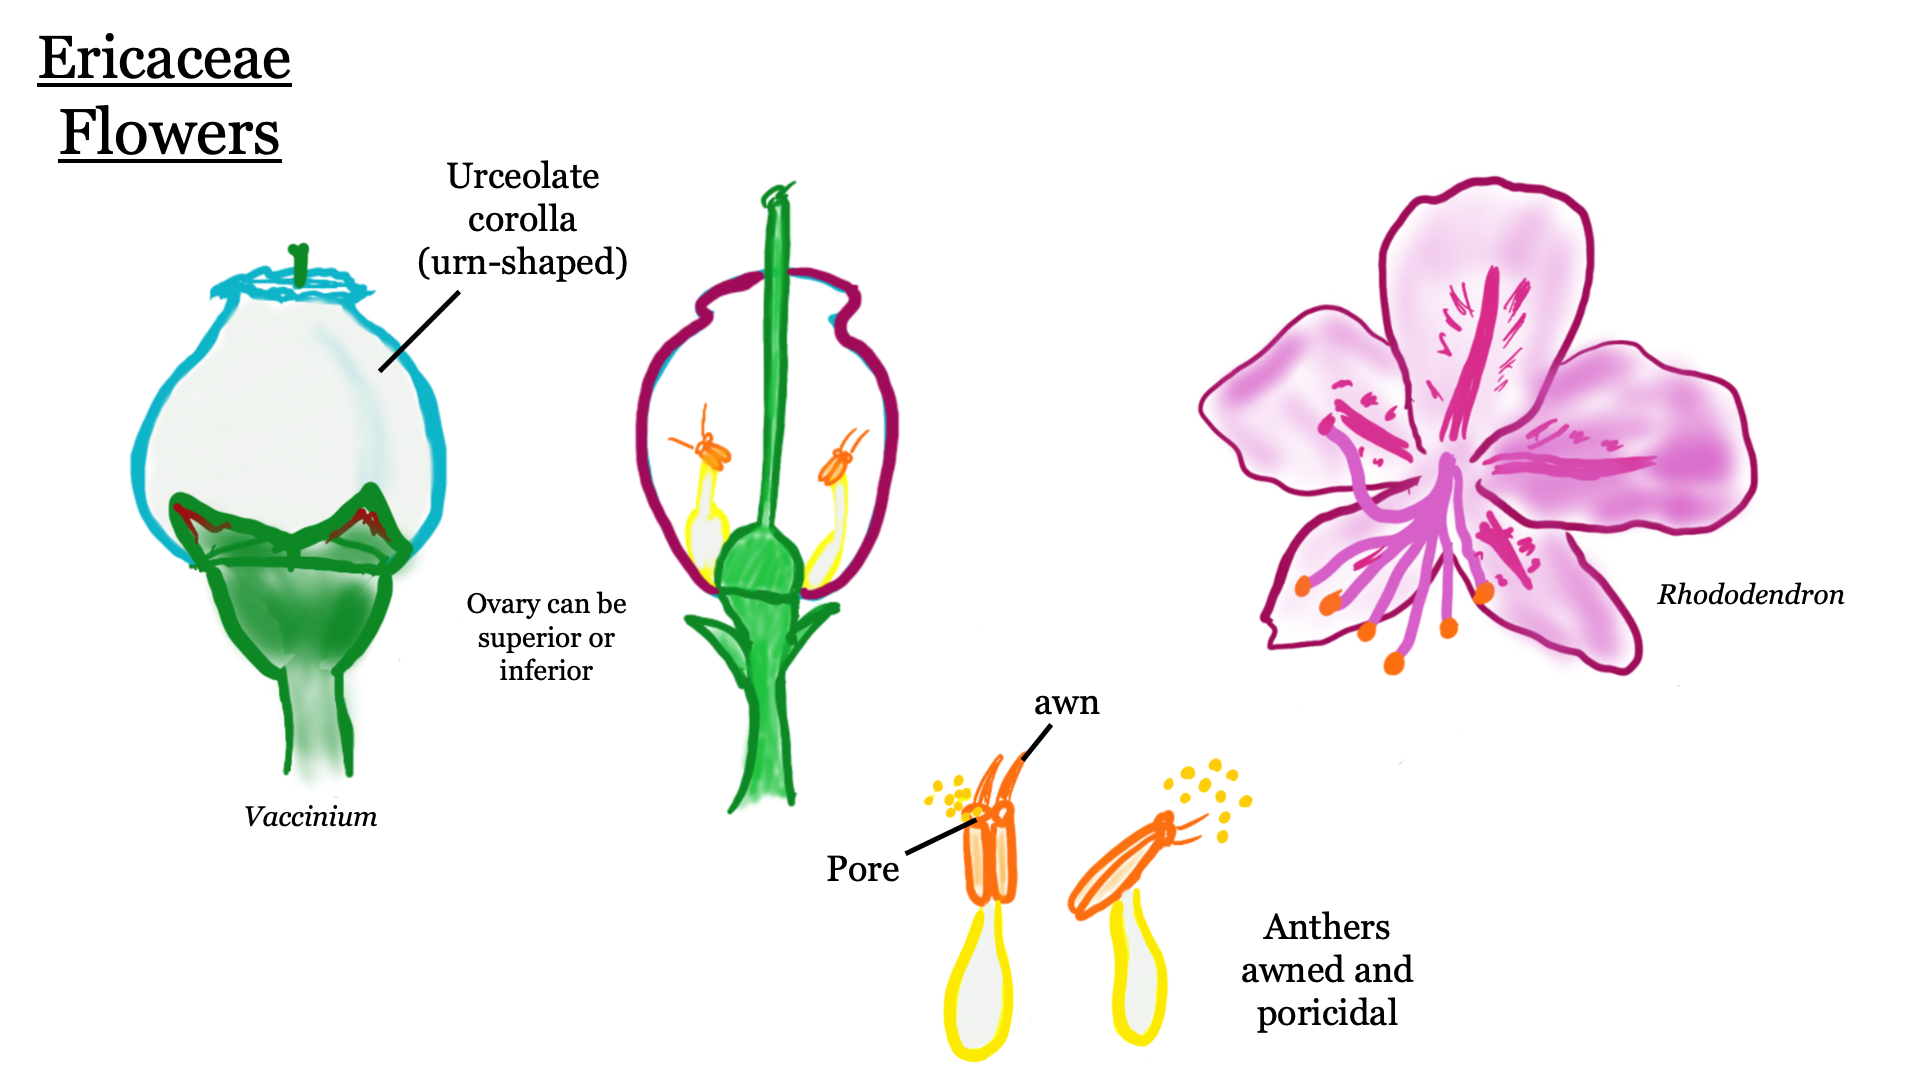 Ericaceae
Flowers
Urceolate
corolla
(urn-shaped)
Ovary can be
superior or
inferior
Rhododendron
Vaccinium
awn
Pore
Anthers
awned and
poricidal